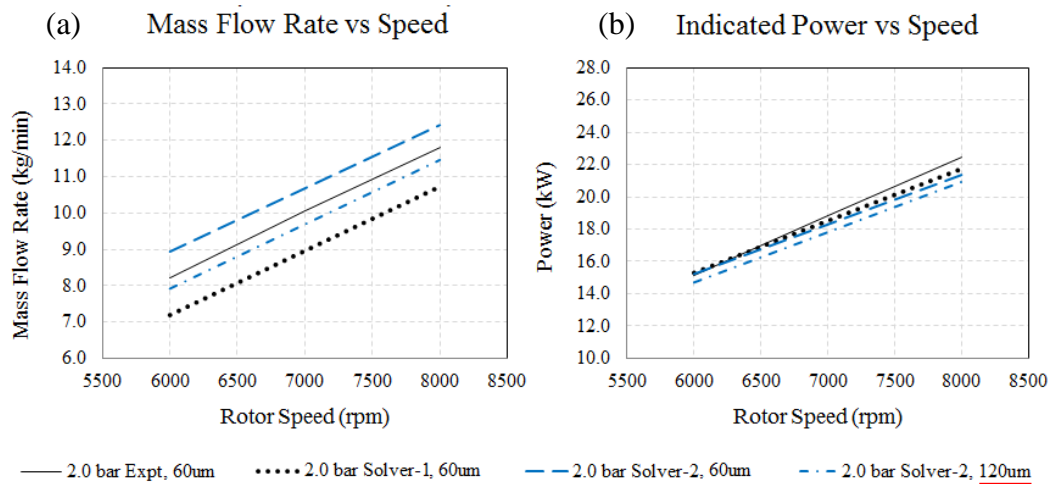 (a) Mass Flow Rate vs Speed
Mass Flow Rate (kg/min)
14.0
13.0
12.0
11.0
10.0
9.0
8.0
7.0
6.0
5500 6000 6500 7000 7500 8000 8500
Rotor Speed (rpm)
(b) Indicated Power vs Speed
Power (kW)
28.0
26.0
24.0
22.0
20.0
18.0
16.0
14.0
12.0
10.0
5500 6000 6500 7000 7500 8000 8500
Rotor Speed (rpm)
2.0 bar Expt, 60um 2.0 bar Solver-1, 60um 2.0 bar Solver-2, 60um 2.0 bar Solver-2, 120um